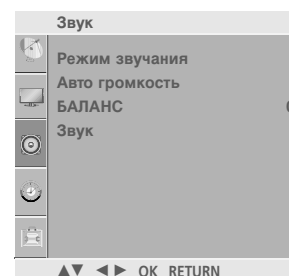 Звук
Режим звучания
Авто громкость
БАЛАНС
Звук
▲▼ ◄► OK RETURN